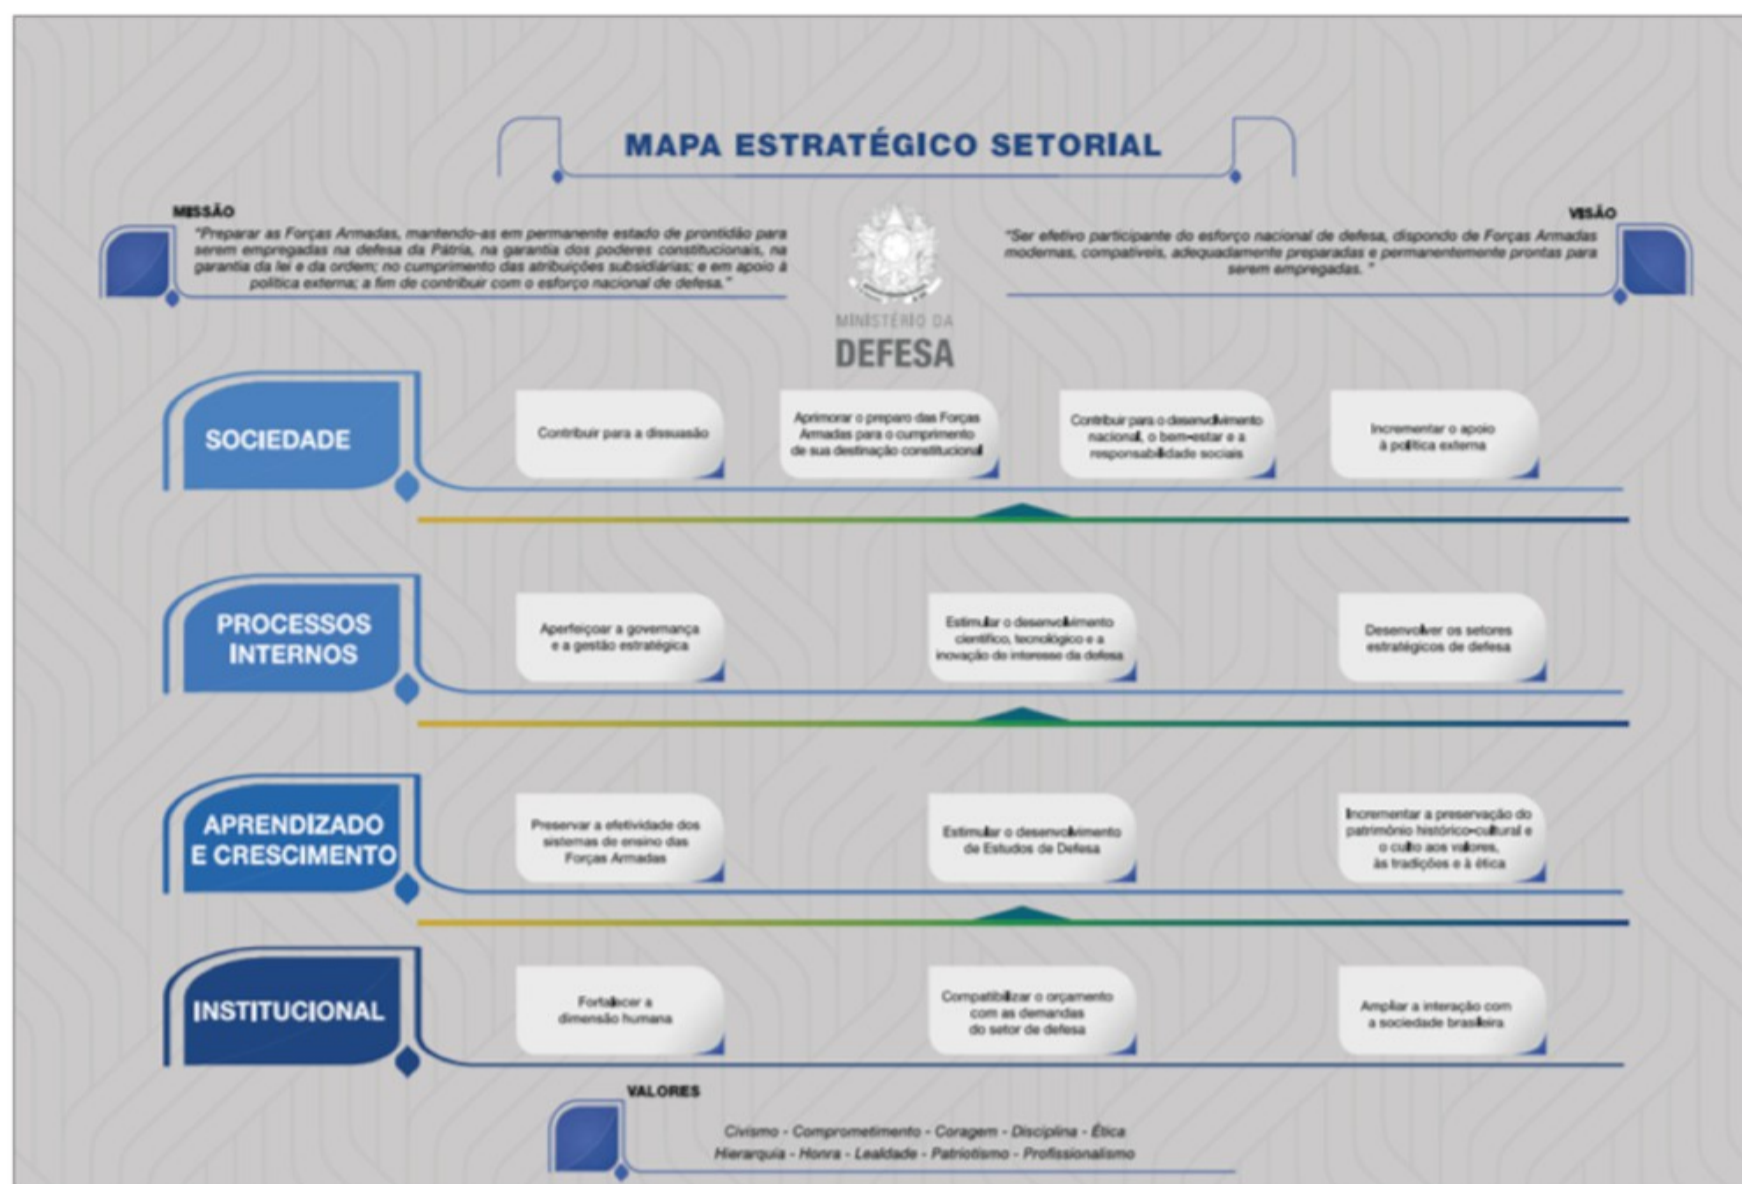 MAPA ESTRATÉGICO SETORIAL
MISSÃO
"Preparar as Forças Armadas, mantendo-as em permanente estado de prontidão para
serem empregadas na defesa da Pátria, na garantia dos poderes constitucionais, na
garantia da lei e da ordem; no cumprimento das atribuições subsidiárias; e em apoio à
política externa; a fim de contribuir com o esforço nacional de defesa."
VISÃO
"Ser efetivo participante do esforço nacional de defesa, dispondo de Forças Armadas
modernas, compatíveis, adequadamente preparadas e permanentemente prontas para
serem empregadas. "
MINISTÉRIO DA
DEFESA
SOCIEDADE
Contribuir para a dissuasão
Aprimorar o preparo das Forças
Armadas para o cumprimento
de sua destinação constitucional
Contribuir para o desenvolvimento
nacional, o bem-estar e a
responsabilidade sociais
Incrementar o apoio
à política externa
PROCESSOS
INTERNOS
Aperfeiçoar a governança
e a gestão estratégica
Estimular o desenvolvimento
científico, tecnológico e a
inovação de interesse da defesa
Desenvolver os setores
estratégicos de defesa
APRENDIZADO
E CRESCIMENTO
Preservar a efetividade dos
sistemas de ensino das
Forças Armadas
Estimular o desenvolvimento
de Estudos de Defesa
Incrementar a preservação do
patrimônio histórico-cultural e
o culto aos valores,
às tradições e à ética
INSTITUCIONAL
Fortalecer a
dimensão humana
Compatibilizar o orçamento
com as demandas
do setor de defesa
Ampliar a interação com
a sociedade brasileira
VALORES
Civismo - Comprometimento - Coragem - Disciplina - Ética
Hierarquia - Honra - Lealdade - Patriotismo - Profissionalismo